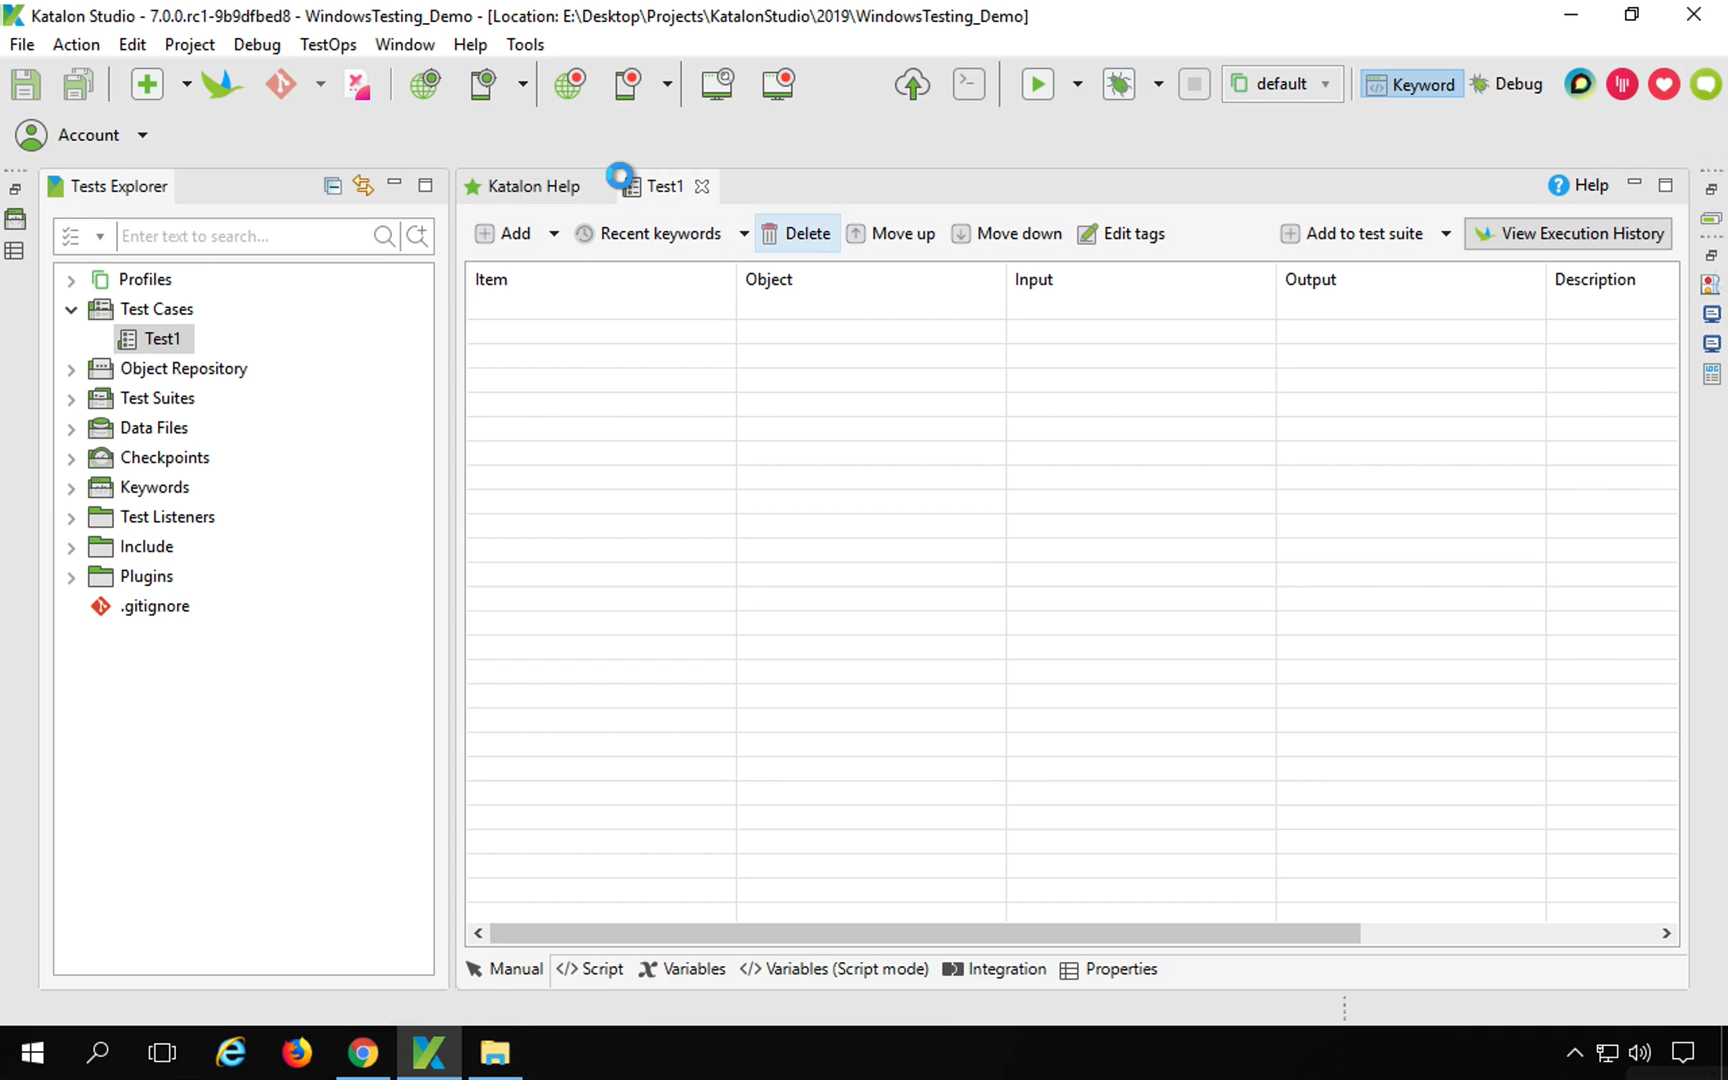 Katalon Studio - 7.0.0.rc1-9b9dfbed8 - WindowsTesting_Demo - [Location: E:\Desktop\Projects\KatalonStudio\2019\WindowsTesting_Demo]
File Action Edit Project Debug TestOps Window Help Tools
default Keyword Debug
Account
Tests Explorer
Katalon Help Test1 Help
Enter text to search...
Add Recent keywords Delete Move up Move down Edit tags Add to test suite View Execution History
Item Object Input Output Description
Profiles
Test Cases
Test1
Object Repository
Test Suites
Data Files
Checkpoints
Keywords
Test Listeners
Include
Plugins
.gitignore
Manual </> Script Variables </> Variables (Script mode) Integration Properties